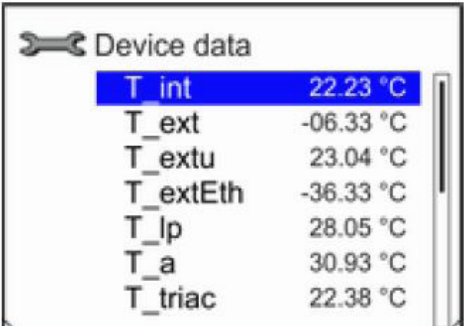 Device data
T_int 22.23 °C
T_ext -06.33 °C
T_extu 23.04 °C
T_extEth -36.33 °C
T_lp 28.05 °C
T_a 30.93 °C
T_triac 22.38 °C